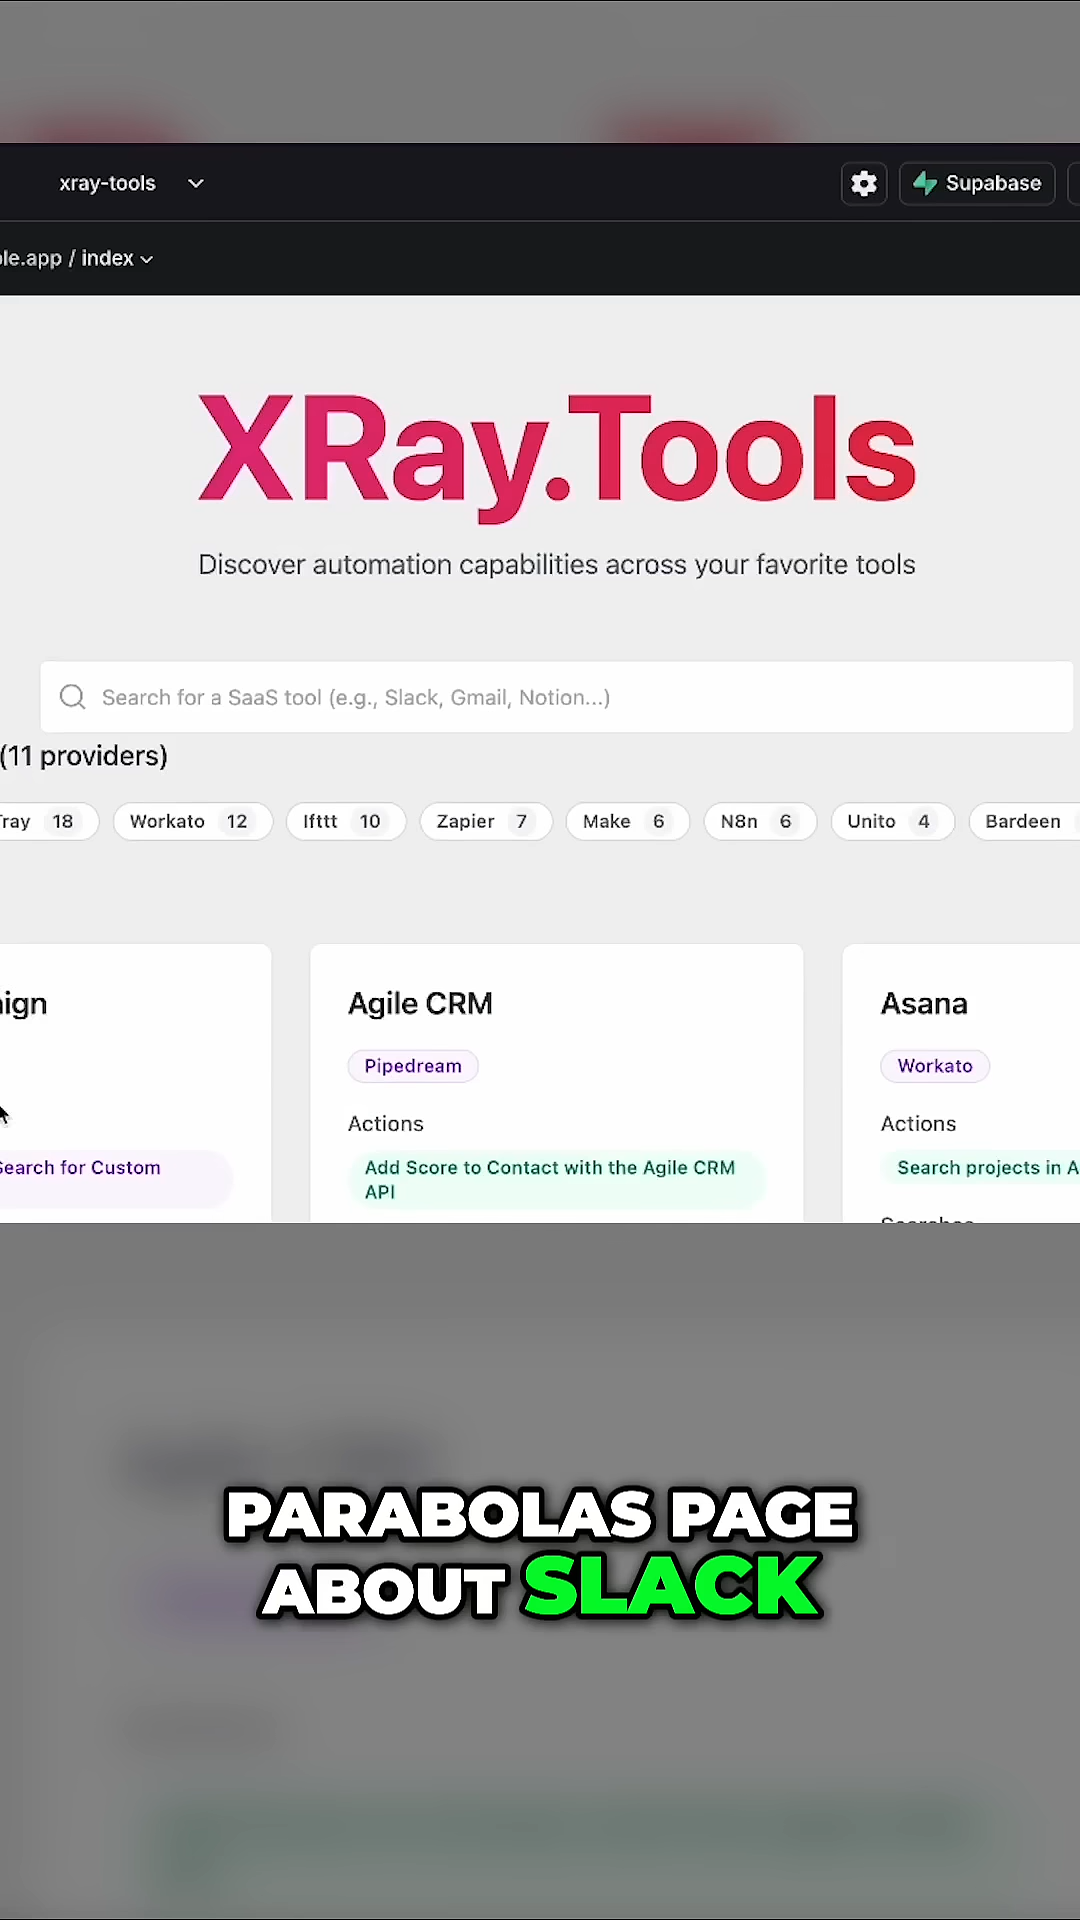 xray-tools
Supabase
le.app / index
XRay.Tools
Discover automation capabilities across your favorite tools
Search for a SaaS tool (e.g., Slack, Gmail, Notion...)
(11 providers)
Tray 18 Workato 12 Ifttt 10 Zapier 7 Make 6 N8n 6 Unito 4 Bardeen
ign Agile CRM Asana
Pipedream Workato
Actions Actions
Search for Custom Add Score to Contact with the Agile CRM Search projects in A
API
Searches
PARABOLAS PAGE
ABOUT SLACK